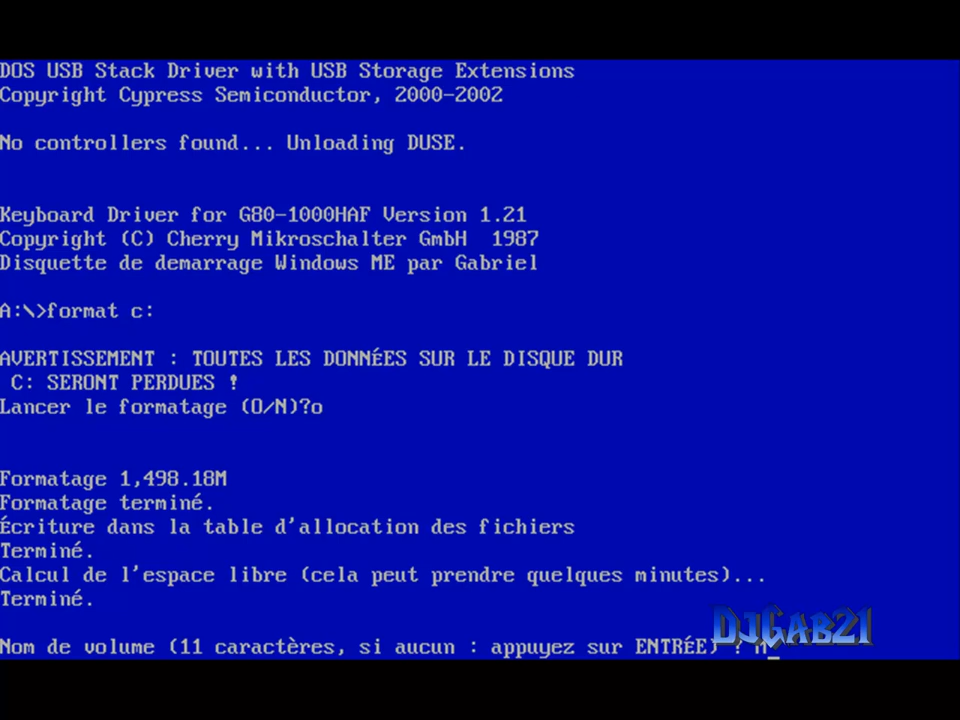 DOS USB Stack Driver with USB Storage Extensions
Copyright Cypress Semiconductor, 2000-2002
No controllers found... Unloading DUSE.
Keyboard Driver for G80-1000HAF Version 1.21
Copyright (C) Cherry Mikroschalter GmbH  1987
Disquette de demarrage Windows ME par Gabriel
A:\>format c:
AVERTISSEMENT : TOUTES LES DONNÉES SUR LE DISQUE DUR
C: SERONT PERDUES !
Lancer le formatage (O/N)?o
Formatage 1,498.18M
Formatage terminé.
Écriture dans la table d'allocation des fichiers
Terminé.
Calcul de l'espace libre (cela peut prendre quelques minutes)...
Terminé.
DJGAB21
Nom de volume (11 caractères, si aucun : appuyez sur ENTRÉE) ? M_